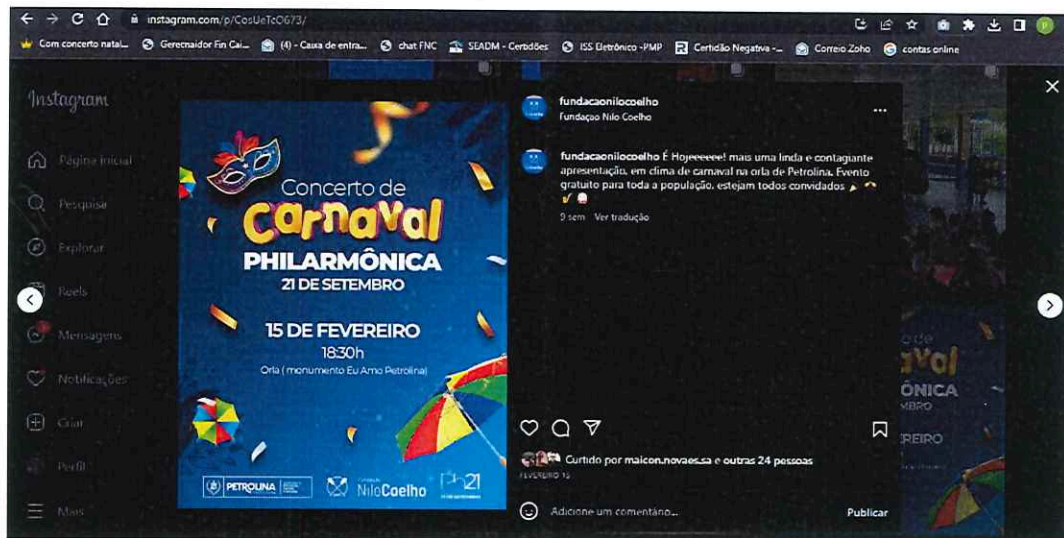 instagram.com/p/CosUeTcO673/
Com concerto natal...
Gerecnaidor Fin Cai...
(4) - Caixa de entra...
chat FNC
SEADM - Certidões
ISS Eletrônico -PMP
Certidão Negativa -...
Correio Zoho
contas online
Instagram
Página inicial
Pesquisa
Explorar
Reels
Mensagens
Notificações
Criar
Perfil
Mais
Concerto de
Carnaval
PHILARMÔNICA
21 DE SETEMBRO
15 DE FEVEREIRO
18:30h
Orla ( monumento Eu Amo Petrolina)
PETROLINA
NiloCoelho
Ph21
fundacaonilocoelho
Fundaçao Nilo Coelho
fundacaonilocoelho É Hojeeeeee! mais uma linda e contagiante
apresentação, em clima de carnaval na orla de Petrolina. Evento
gratuito para toda a população, estejam todos convidados
9 sem Ver tradução
Curtido por maicon.novaes.sa e outras 24 pessoas
FEVEREIRO 15
Adicione um comentário...
Publicar